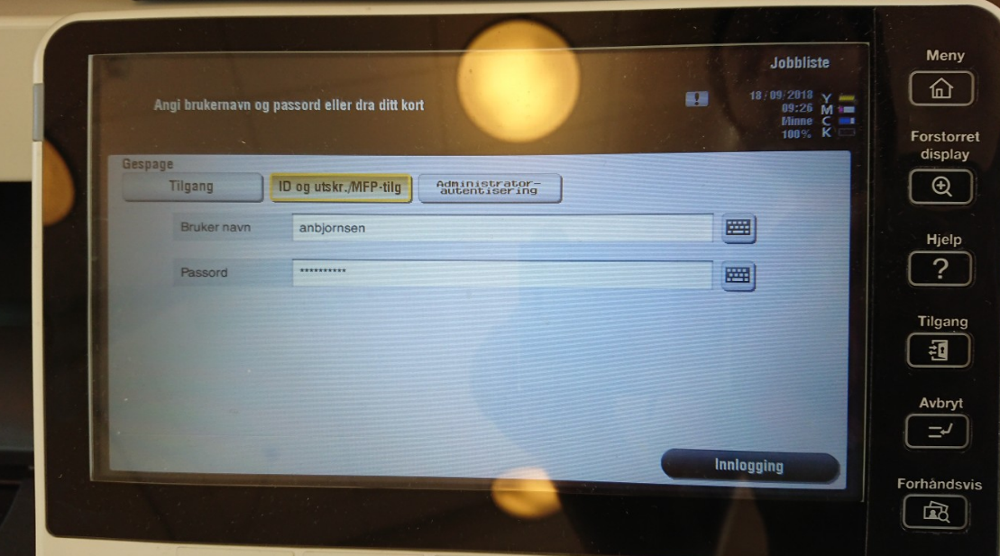 Jobbliste
Angi brukernavn og passord eller dra ditt kort
18/09/2018
09:26
Minne
100%
Y
M
C
K
Gespage
Tilgang
ID og utskr./MFP-tilg
Administrator-
autentisering
Bruker navn
anbjornsen
Passord
**********
Innlogging
Meny
Forstorret
display
Hjelp
?
Tilgang
Avbryt
Forhåndsvis